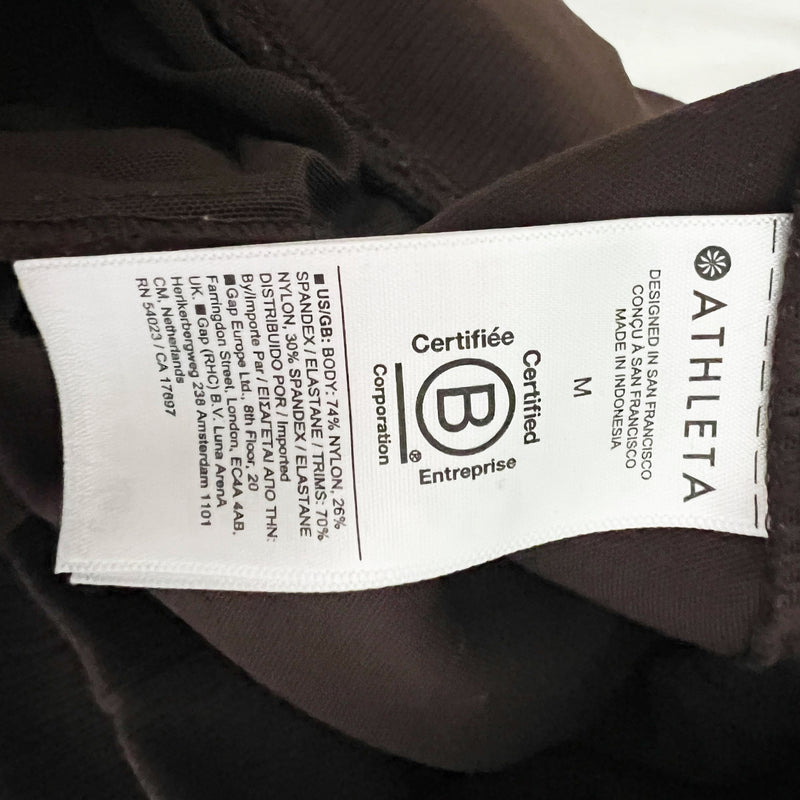 ATHLETA
DESIGNED IN SAN FRANCISCO
CONÇU À SAN FRANCISCO
MADE IN INDONESIA
M
Certified
Certifiée
B
Entreprise
Corporation
®
■ US/GB: BODY: 74% NYLON, 26%
SPANDEX / ELASTANE / TRIMS: 70%
NYLON, 30% SPANDEX / ELASTANE
DISTRIBUIDO POR / Imported
By/Importe Par / ΕΙΣΑΓΕΤΑΙ ΑΠΟ ΤΗΝ:
■ Gap Europe Ltd., 8th Floor, 20
Farringdon Street, London, EC4A 4AB,
UK. ■ Gap (RHC) B.V. Luna ArenA
Herikerbergweg 238 Amsterdam 1101
CM, Netherlands
RN 54023 / CA 17897